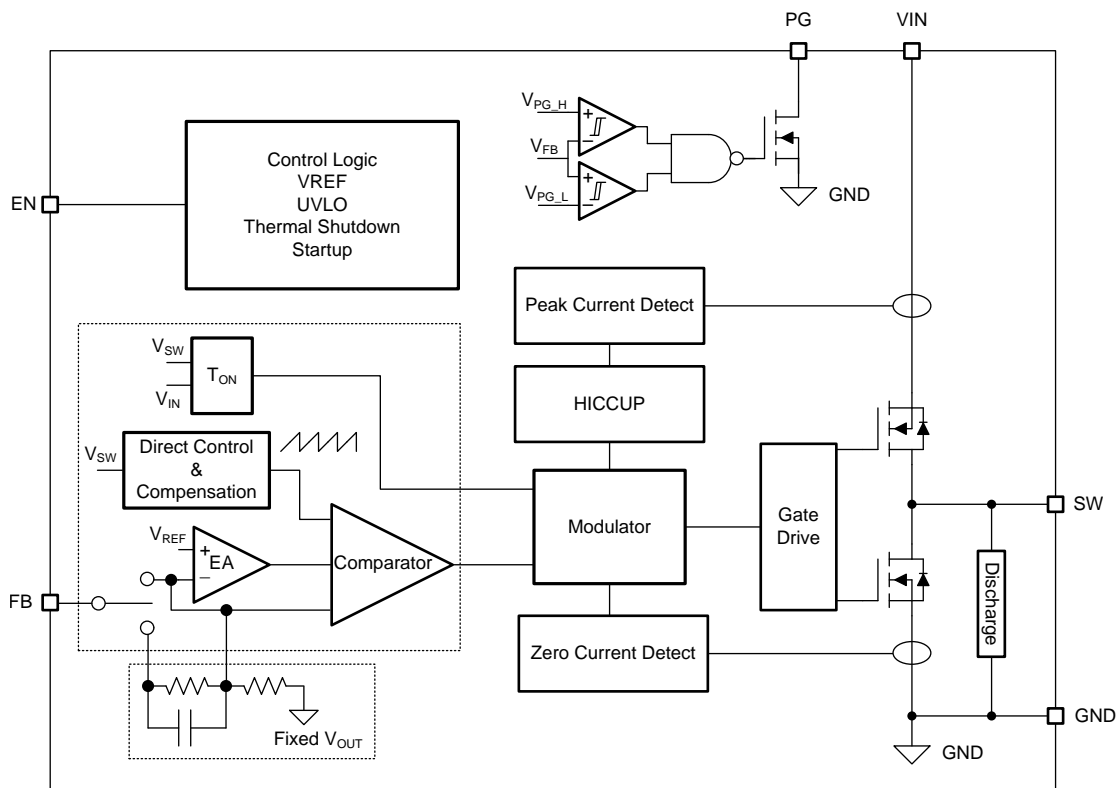 PG
VIN
V_PG_H
V_FB
V_PG_L
GND
Control Logic
VREF
UVLO
Thermal Shutdown
Startup
EN
Peak Current Detect
V_SW
V_IN
T_ON
HICCUP
V_SW
Direct Control
&
Compensation
Modulator
Gate
Drive
SW
V_REF
+
EA
−
Comparator
FB
Discharge
Zero Current Detect
Fixed V_OUT
GND
GND